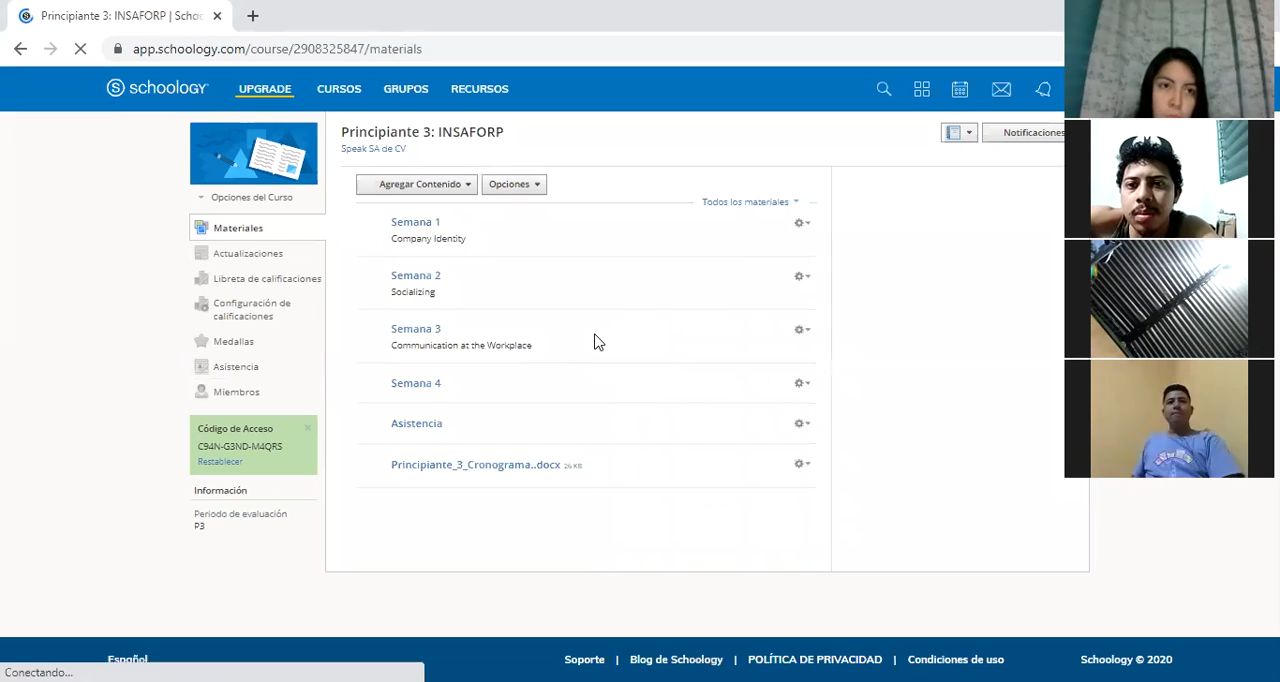 Principiante 3: INSAFORP | Schoo
app.schoology.com/course/2908325847/materials
schoology
UPGRADE
CURSOS
GRUPOS
RECURSOS
Principiante 3: INSAFORP
Speak SA de CV
Notificaciones
Opciones del Curso
Agregar Contenido
Opciones
Todos los materiales
Materiales
Actualizaciones
Libreta de calificaciones
Configuración de
calificaciones
Medallas
Asistencia
Miembros
Código de Acceso
C94N-G3ND-M4QRS
Restablecer
Información
Periodo de evaluación
P3
Semana 1
Company Identity
Semana 2
Socializing
Semana 3
Communication at the Workplace
Semana 4
Asistencia
Principiante_3_Cronograma..docx 26 KB
Español
Soporte | Blog de Schoology | POLÍTICA DE PRIVACIDAD | Condiciones de uso
Schoology © 2020
Conectando...